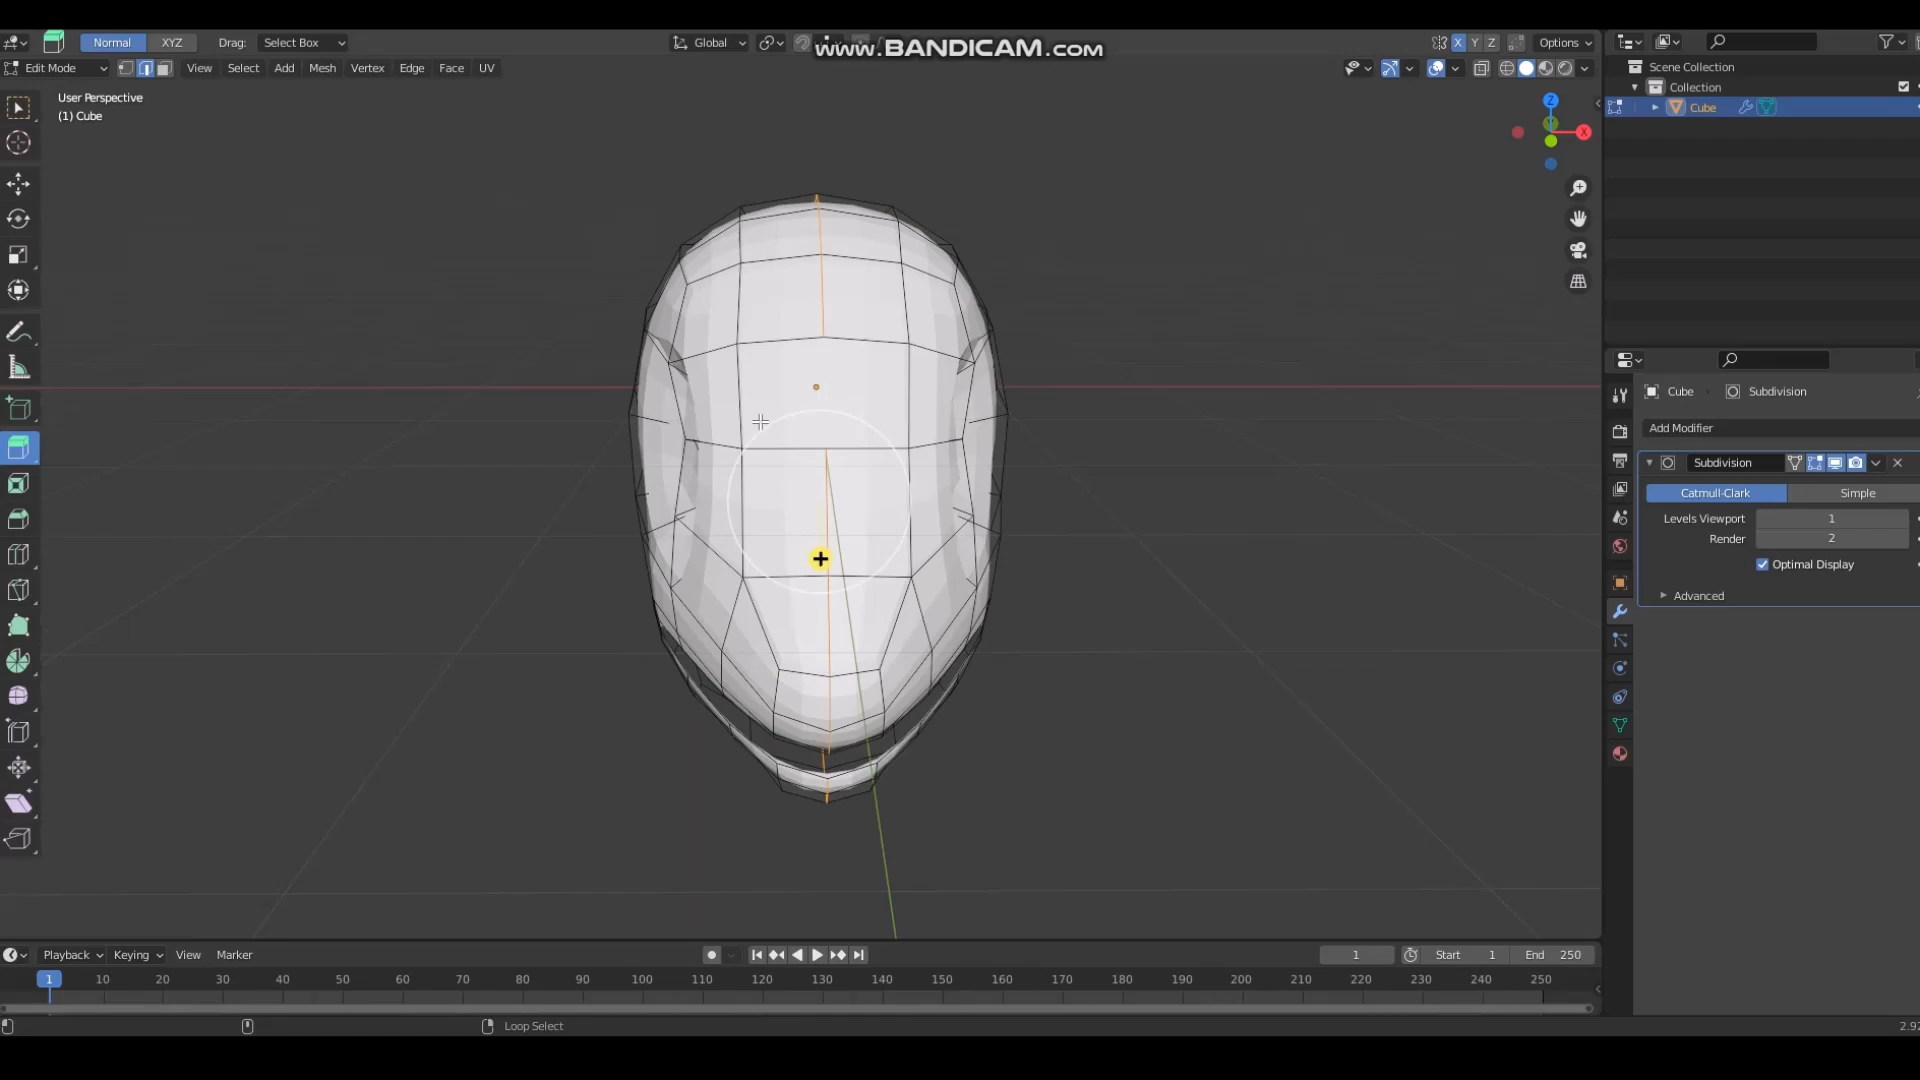 Normal XYZ Drag: Select Box Global www.BANDICAM.com X Y Z Options
Edit Mode View Select Add Mesh Vertex Edge Face UV
User Perspective
(1) Cube
Z
X
Scene Collection
Collection
Cube
Cube Subdivision
Add Modifier
Subdivision
Catmull-Clark Simple
Levels Viewport 1
Render 2
Optimal Display
Advanced
Playback Keying View Marker 1 Start 1 End 250
1 10 20 30 40 50 60 70 80 90 100 110 120 130 140 150 160 170 180 190 200 210 220 230 240 250
Loop Select